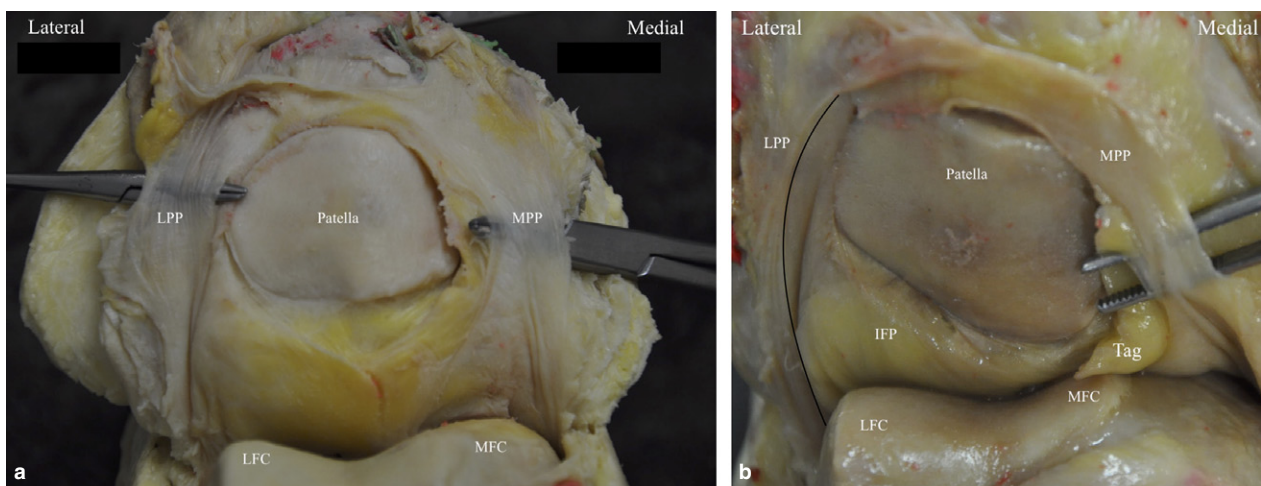 Lateral
Medial
LPP
Patella
MPP
LFC
MFC
a
Lateral
Medial
LPP
MPP
Patella
IFP
Tag
MFC
LFC
b